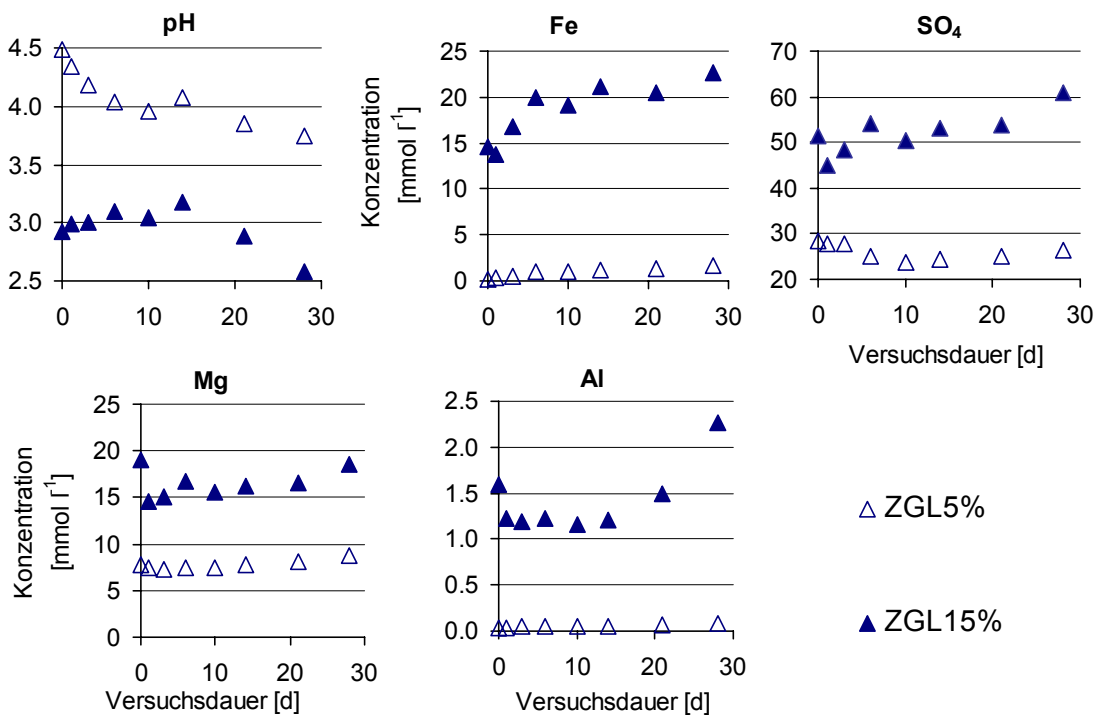 pH
4.5
4.0
3.5
3.0
2.5
0 10 20 30
Fe
Konzentration
[mmol l⁻¹]
25
20
15
10
5
0
0 10 20 30
SO₄
70
60
50
40
30
20
0 10 20 30
Versuchsdauer [d]
Mg
Konzentration
[mmol l⁻¹]
25
20
15
10
5
0
0 10 20 30
Versuchsdauer [d]
Al
2.5
2.0
1.5
1.0
0.5
0.0
0 10 20 30
Versuchsdauer [d]
ZGL5%
ZGL15%